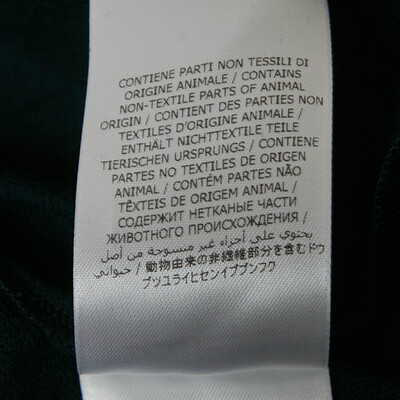 CONTIENE PARTI NON TESSILI DI
ORIGINE ANIMALE / CONTAINS
NON-TEXTILE PARTS OF ANIMAL
ORIGIN / CONTIENT DES PARTIES NON
TEXTILES D'ORIGINE ANIMALE /
ENTHÄLT NICHTTEXTILE TEILE
TIERISCHEN URSPRUNGS / CONTIENE
PARTES NO TEXTILES DE ORIGEN
ANIMAL / CONTÉM PARTES NÃO
TÊXTEIS DE ORIGEM ANIMAL /
СОДЕРЖИТ НЕТКАНЫЕ ЧАСТИ
ЖИВОТНОГО ПРОИСХОЖДЕНИЯ /
يحتوي على أجزاء غير منسوجة من أصل
حيواني / 動物由来の非繊維部分を含むドゥ
ブツユライヒセンイブブンフク